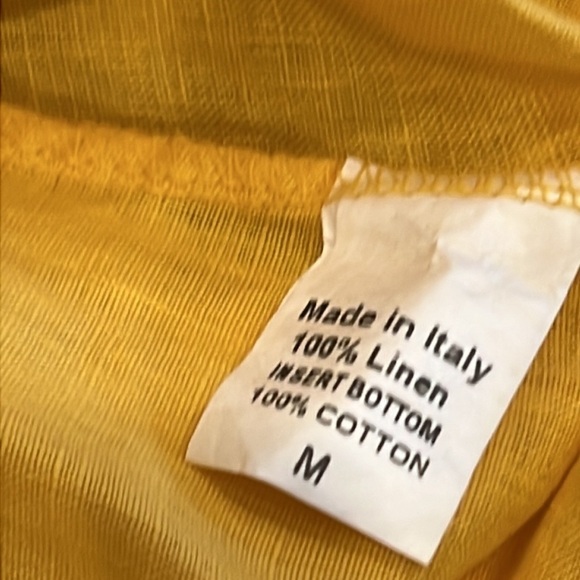 Made in Italy
100% Linen
INSERT BOTTOM
100% COTTON
M